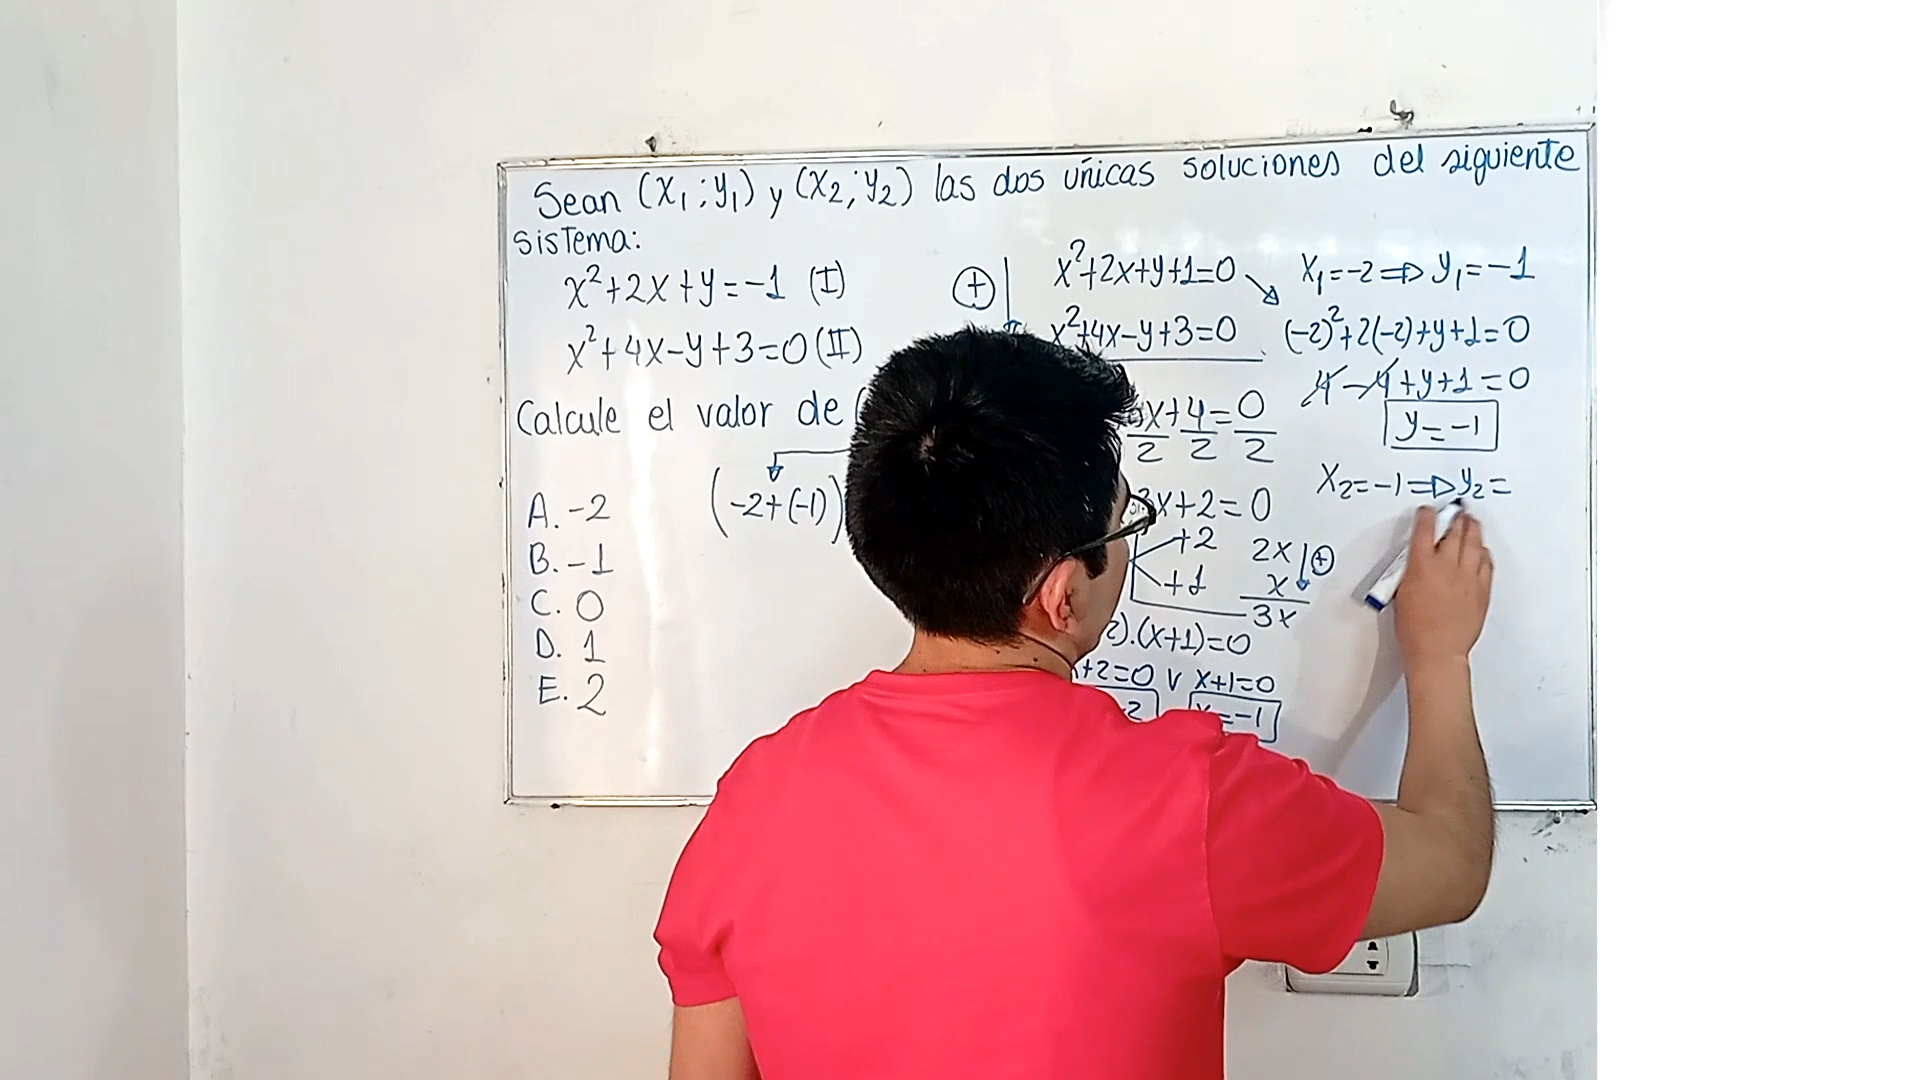 Sean (x₁;y₁) y (x₂;y₂) las dos únicas soluciones del siguiente
sistema:
x²+2x+y=-1 (I)
x²+4x-y+3=0 (II)
Calcule el valor de (
(-2+(-1))
A. -2
B. -1
C. 0
D. 1
E. 2
(+)
x²+2x+y+1=0
x²+4x-y+3=0
6x+4=0
2 2 2
3x+2=0
+2
+1
2x (+)
x
3x
).(x+1)=0
+2=0 v x+1=0
-2
x=-1
x₁=-2 ⇒ y₁=-1
(-2)²+2(-2)+y+1=0
4-4+y+1=0
y=-1
x₂=-1 ⇒ y₂=